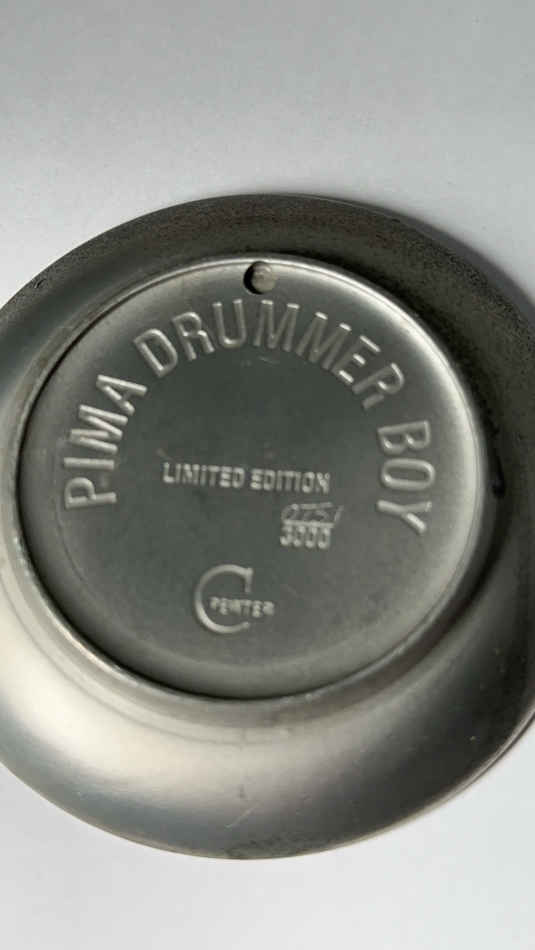 PIMA DRUMMER BOY
LIMITED EDITION
0751
3000
C
PEWTER